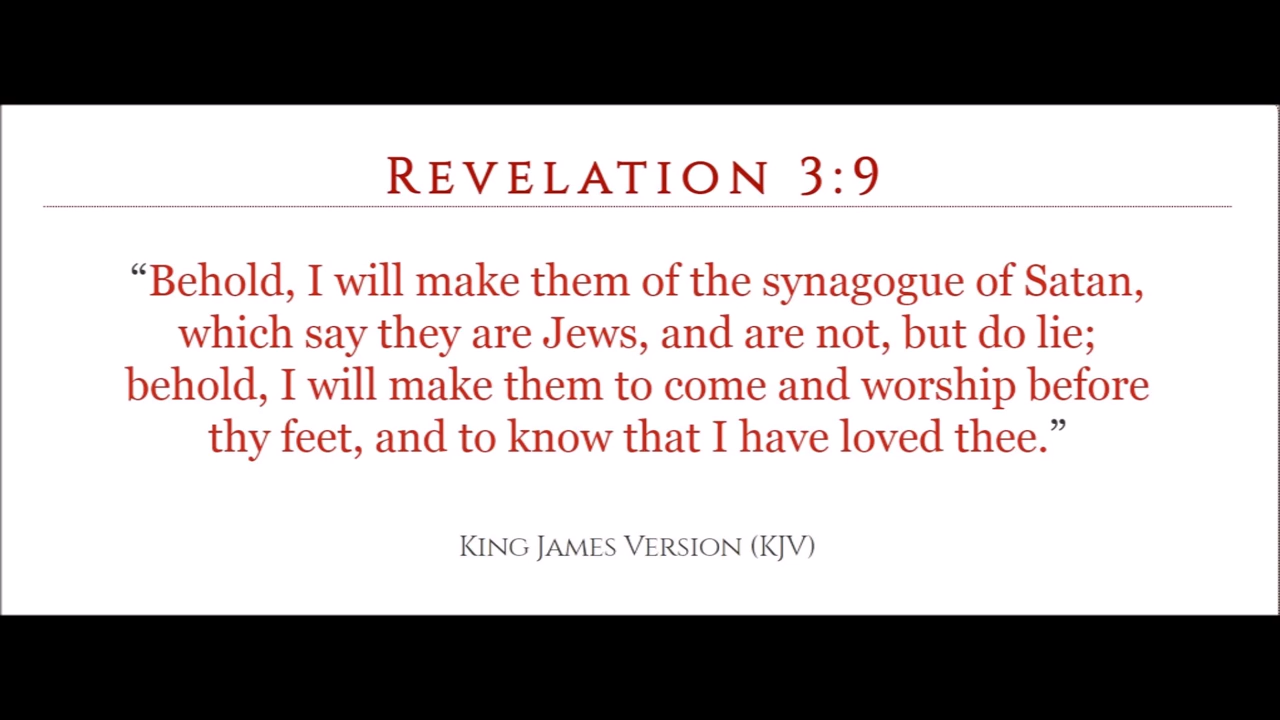 REVELATION 3:9
“Behold, I will make them of the synagogue of Satan,
which say they are Jews, and are not, but do lie;
behold, I will make them to come and worship before
thy feet, and to know that I have loved thee.”
KING JAMES VERSION (KJV)